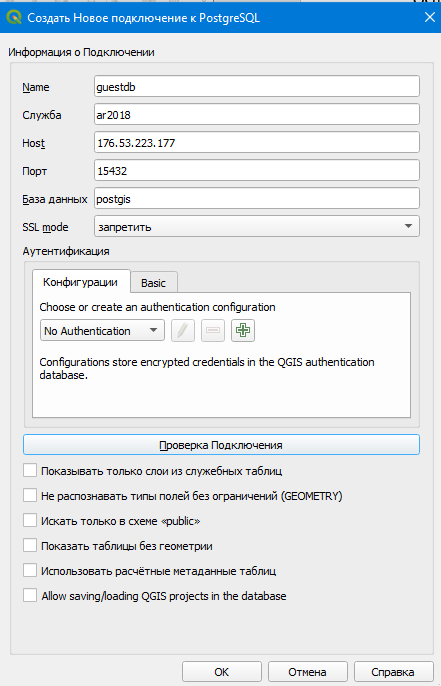 Создать Новое подключение к PostgreSQL
Информация о Подключении
Name guestdb
Служба ar2018
Host 176.53.223.177
Порт 15432
База данных postgis
SSL mode запретить
Аутентификация
Конфигурации Basic
Choose or create an authentication configuration
No Authentication
Configurations store encrypted credentials in the QGIS authentication
database.
Проверка Подключения
Показывать только слои из служебных таблиц
Не распознавать типы полей без ограничений (GEOMETRY)
Искать только в схеме «public»
Показать таблицы без геометрии
Использовать расчётные метаданные таблиц
Allow saving/loading QGIS projects in the database
OK Отмена Справка